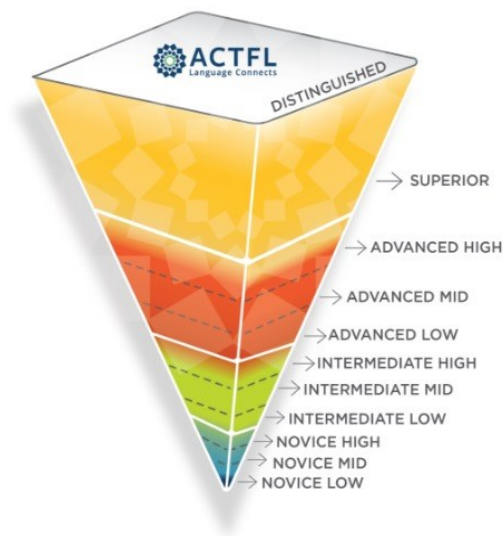 ACTFL
Language Connects
DISTINGUISHED
SUPERIOR
ADVANCED HIGH
ADVANCED MID
ADVANCED LOW
INTERMEDIATE HIGH
INTERMEDIATE MID
INTERMEDIATE LOW
NOVICE HIGH
NOVICE MID
NOVICE LOW